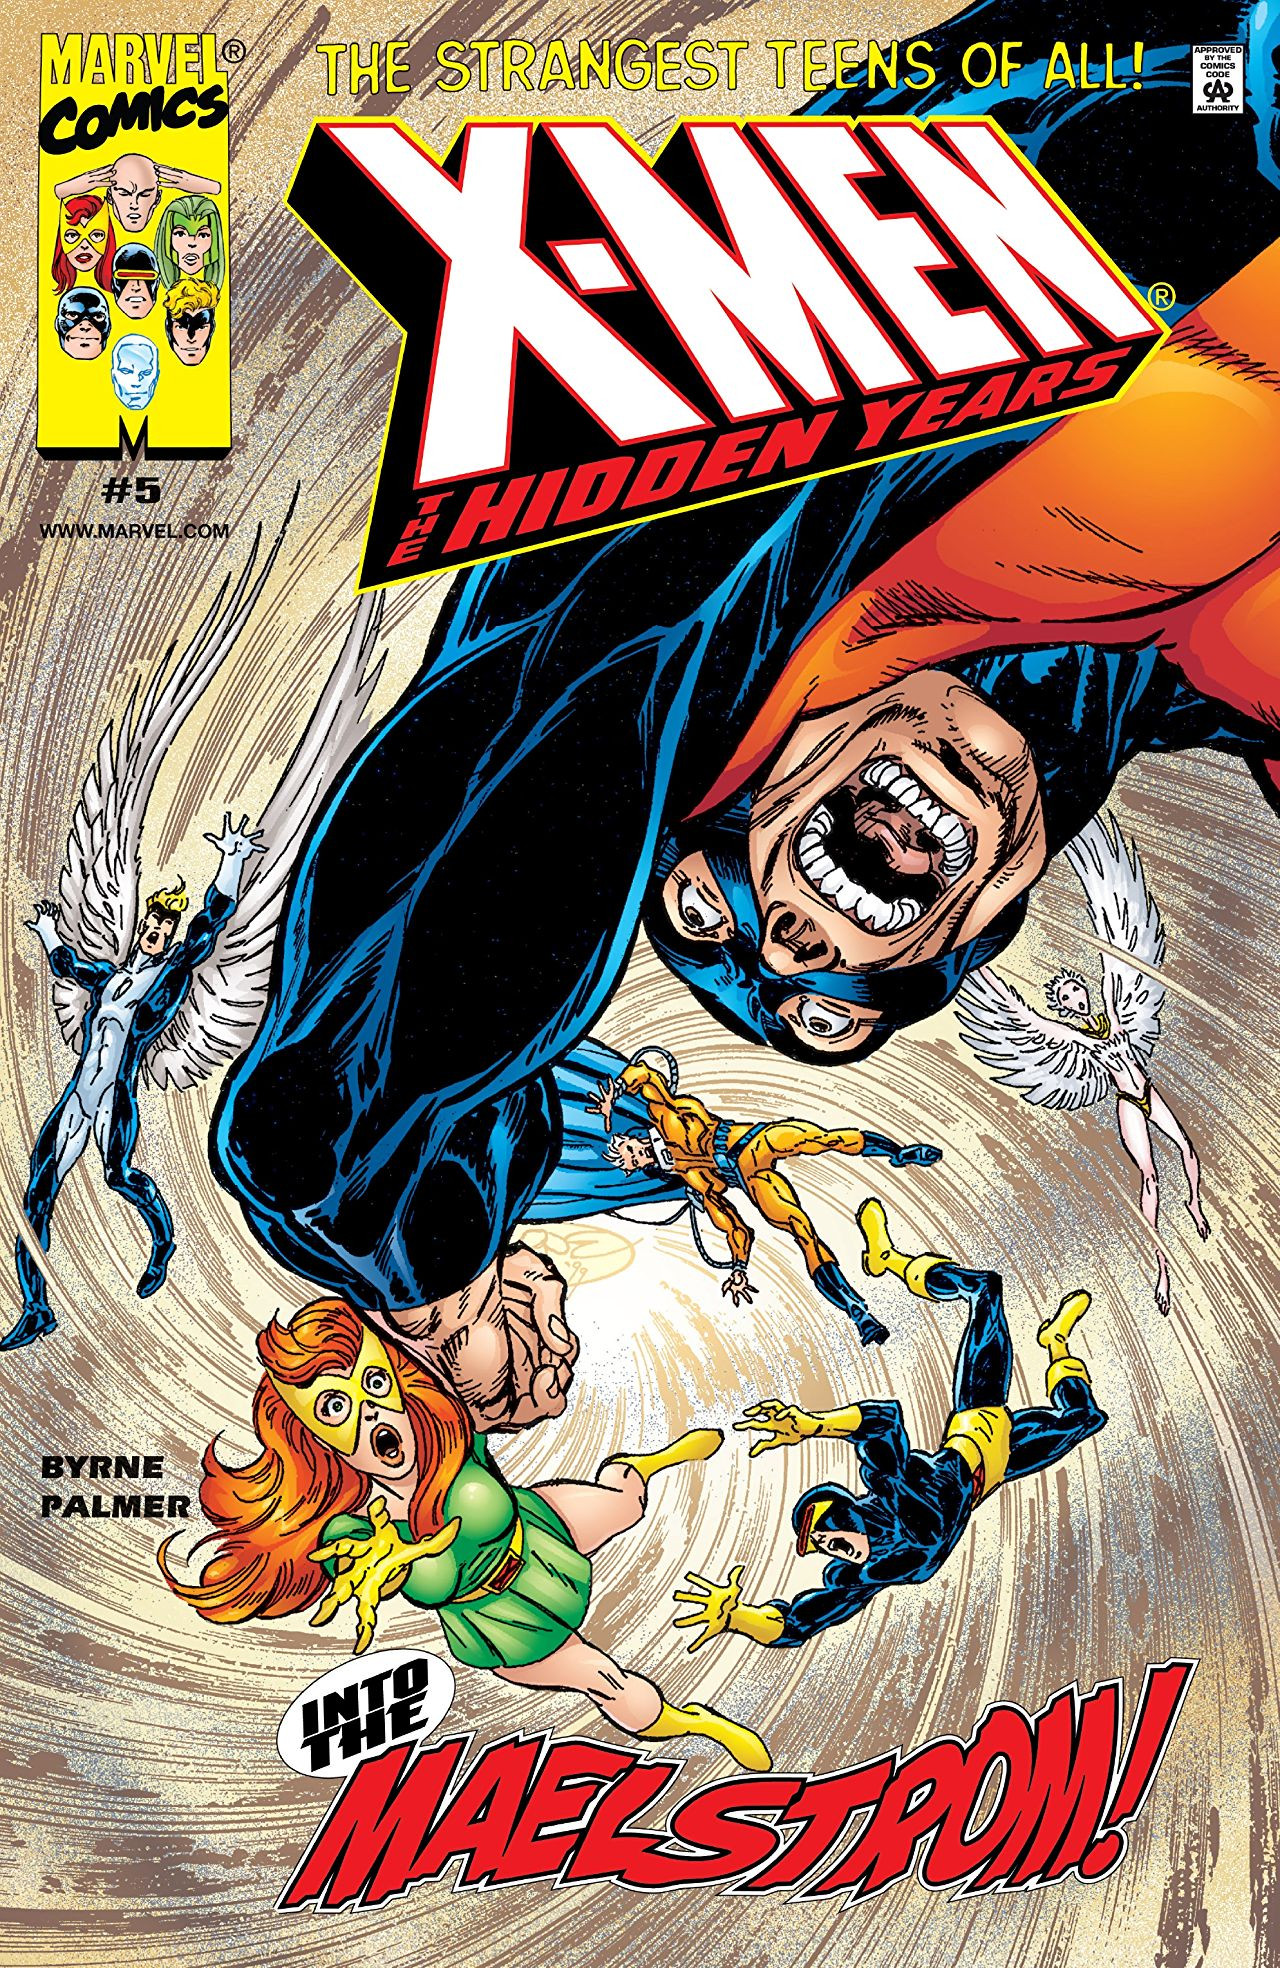 MARVEL®
COMICS
THE STRANGEST TEENS OF ALL!
APPROVED
BY THE
COMICS
CODE
CA
AUTHORITY
X-MEN®
THE HIDDEN YEARS
M
#5
WWW.MARVEL.COM
BYRNE
PALMER
INTO
THE
MAELSTROM!